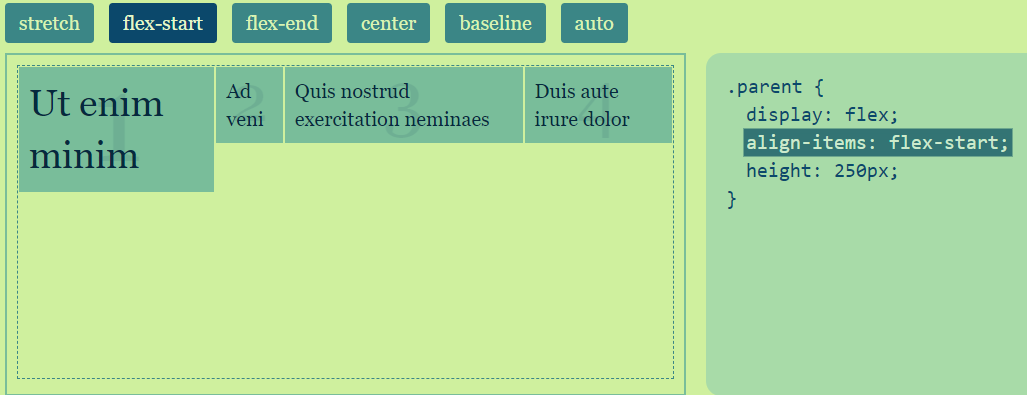 stretch flex-start flex-end center baseline auto
1 2 3 4
Ut enim
minim
Ad
veni
Quis nostrud
exercitation neminaes
Duis aute
irure dolor
.parent {
display: flex;
align-items: flex-start;
height: 250px;
}